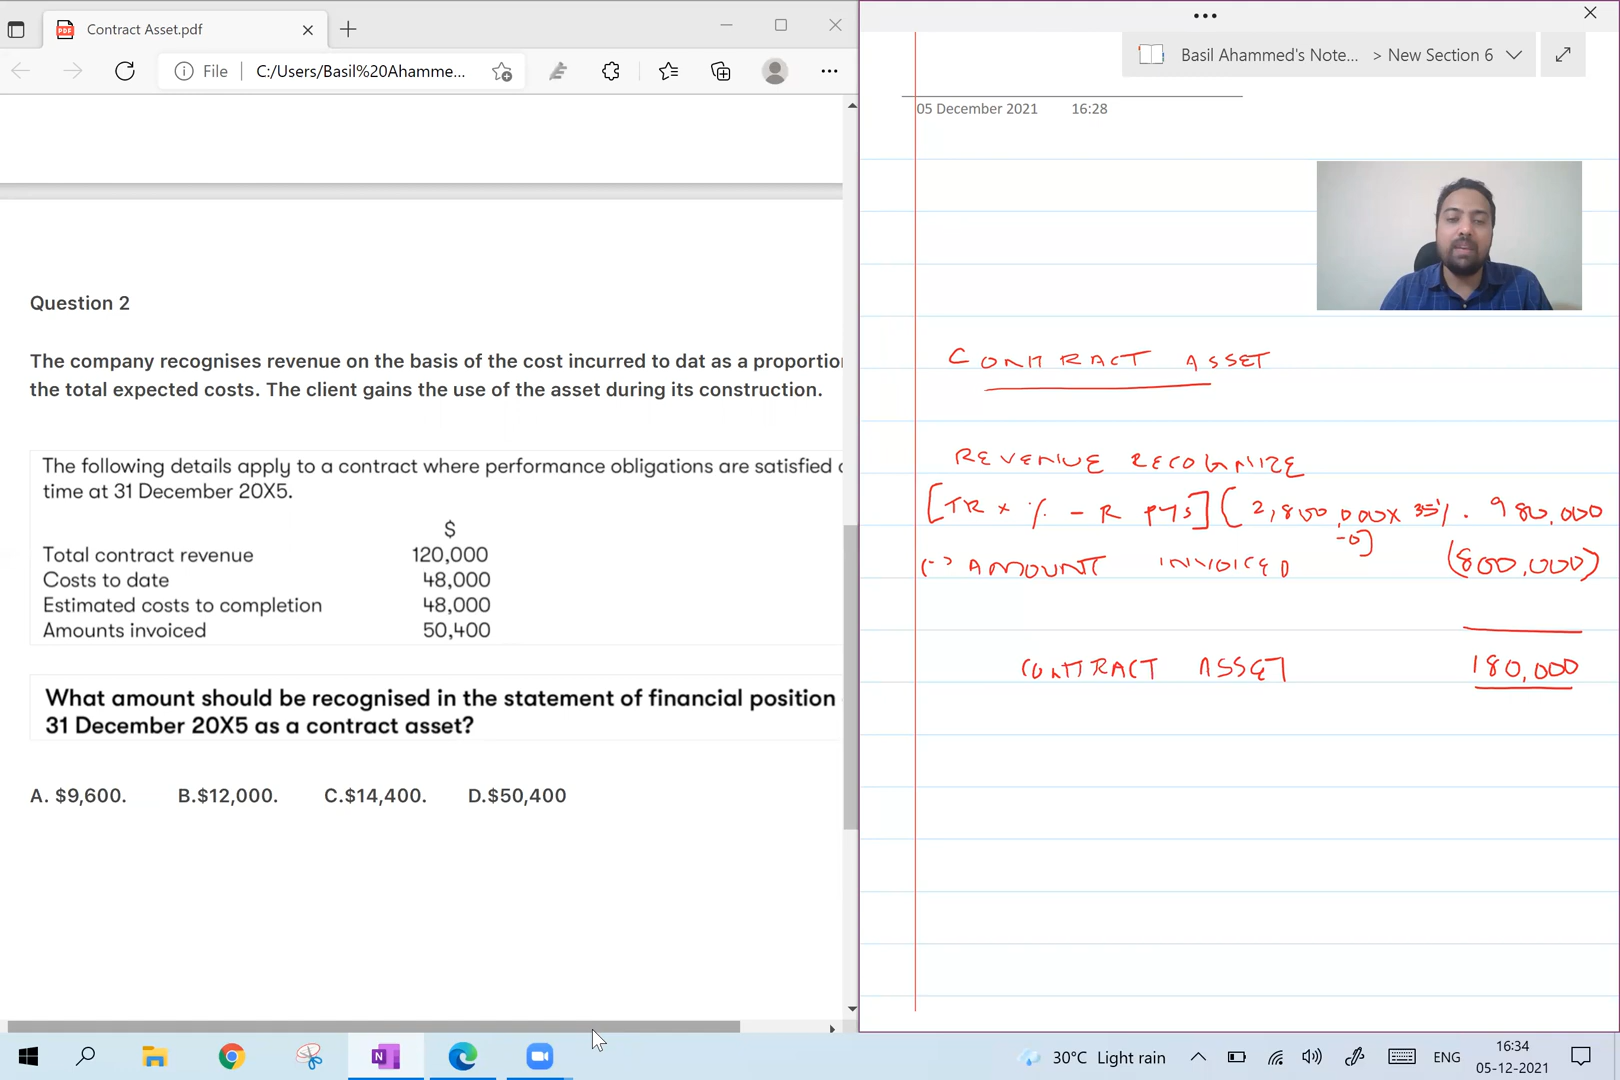 Contract Asset.pdf
File C:/Users/Basil%20Ahamme...
Question 2
The company recognises revenue on the basis of the cost incurred to dat as a proportion
the total expected costs. The client gains the use of the asset during its construction.
The following details apply to a contract where performance obligations are satisfied
time at 31 December 20X5.
$
Total contract revenue 120,000
Costs to date 48,000
Estimated costs to completion 48,000
Amounts invoiced 50,400
What amount should be recognised in the statement of financial position
31 December 20X5 as a contract asset?
A. $9,600. B.$12,000. C.$14,400. D.$50,400
Basil Ahammed's Note... > New Section 6
05 December 2021 16:28
CONTRACT ASSET
REVENUE RECOGNIZE
[TR x % - R PYS] [2,800,000 x 35%. 980,000
-0]
(-) AMOUNT INVOICED (800,000)
CONTRACT ASSET 180,000
30°C Light rain ENG 16:34
05-12-2021